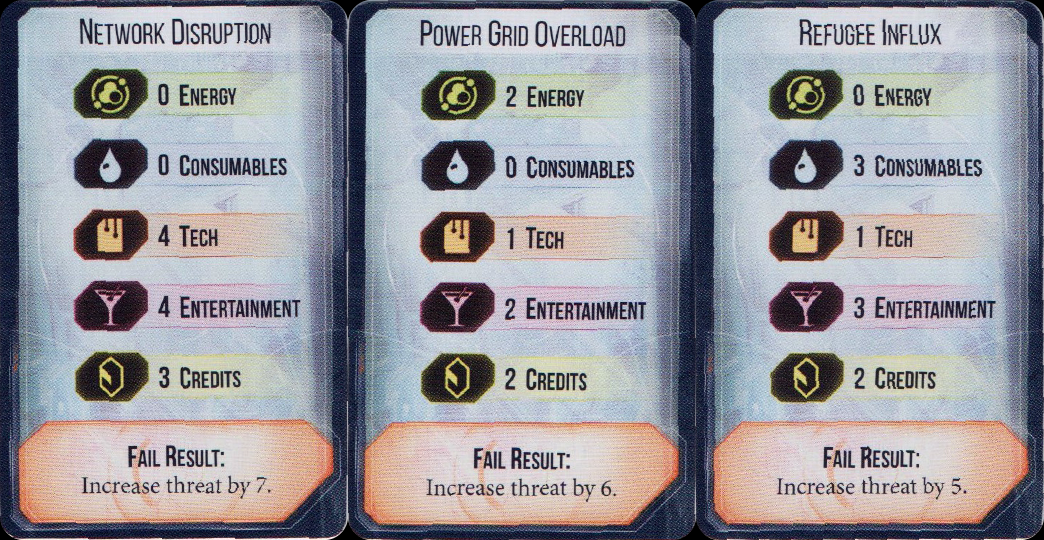 Network Disruption
0 Energy
0 Consumables
4 Tech
4 Entertainment
3 Credits
Fail Result:
Increase threat by 7.
Power Grid Overload
2 Energy
0 Consumables
1 Tech
2 Entertainment
2 Credits
Fail Result:
Increase threat by 6.
Refugee Influx
0 Energy
3 Consumables
1 Tech
3 Entertainment
2 Credits
Fail Result:
Increase threat by 5.